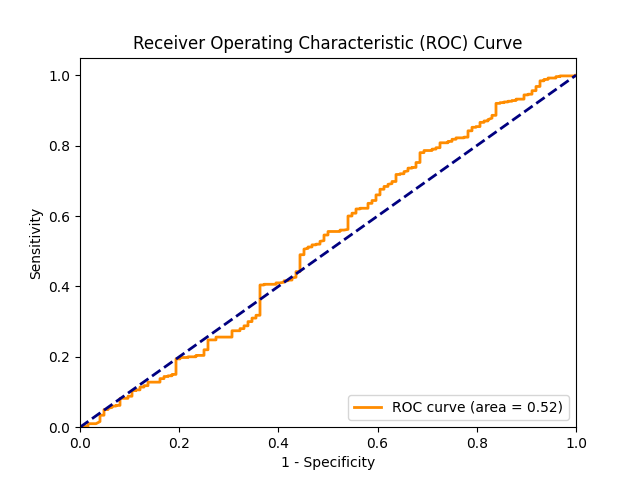 Receiver Operating Characteristic (ROC) Curve
1.0
0.8
0.6
0.4
0.2
0.0
Sensitivity
ROC curve (area = 0.52)
0.0 0.2 0.4 0.6 0.8 1.0
1 - Specificity